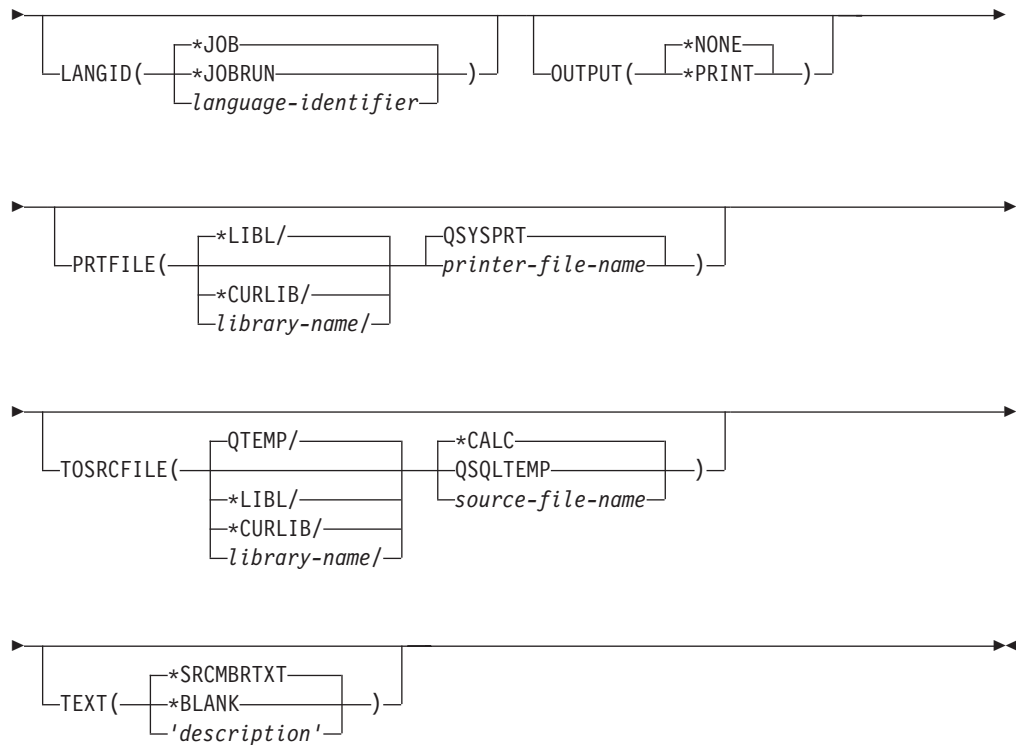 *JOB *NONE
LANGID( *JOBRUN ) OUTPUT( *PRINT )
language-identifier
*LIBL/ QSYSPRT
PRTFILE( printer-file-name )
*CURLIB/
library-name/
QTEMP/ *CALC
TOSRCFILE( QSQLTEMP )
*LIBL/ source-file-name
*CURLIB/
library-name/
*SRCMBRTXT
TEXT( *BLANK )
'description'